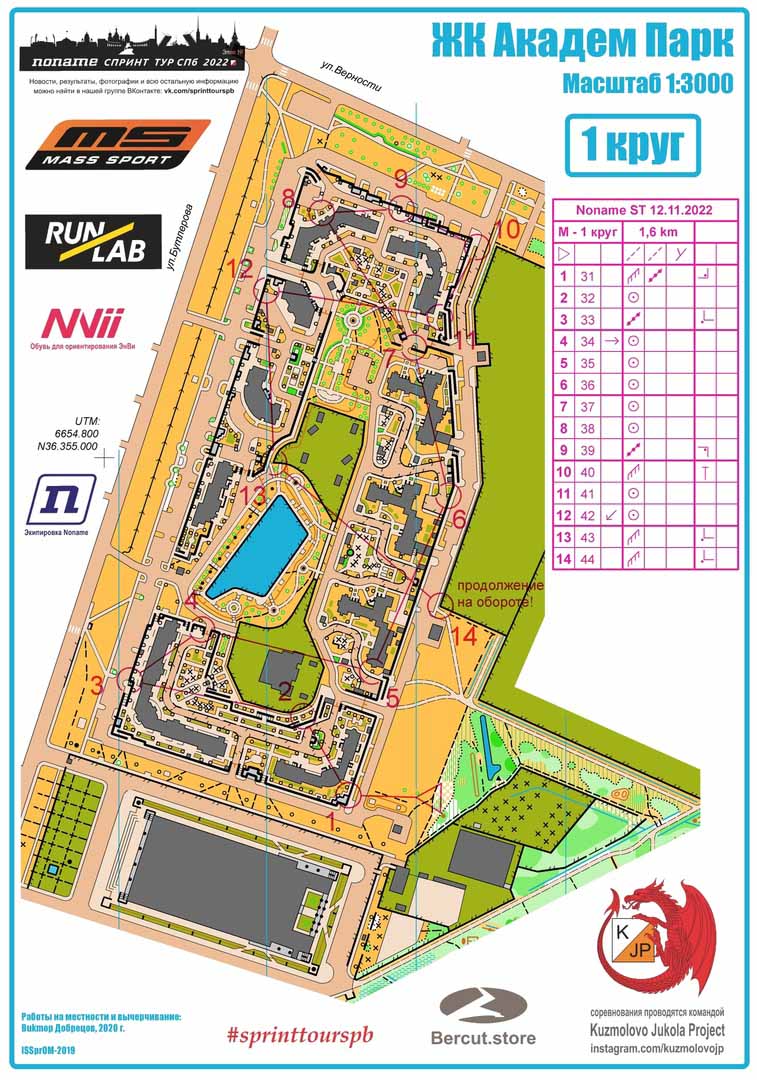 Этап 19
noname СПРИНТ ТУР СПБ 2022
Новости, результаты, фотографии и всю остальную информацию
можно найти в нашей группе ВКонтакте: vk.com/sprinttourspb
ЖК Академ Парк
Масштаб 1:3000
1 круг
MS
MASS SPORT
RUN
LAB
NVii
Обувь для ориентирования ЭнВи
UTM:
6654.800
N36.355.000
n
Экипировка Noname
ул.Верности
ул.Бутлерова
Noname ST 12.11.2022
М - 1 круг 1,6 km
1 31
2 32
3 33
4 34
5 35
6 36
7 37
8 38
9 39
10 40
11 41
12 42
13 43
14 44
8
9
10
12
11
7
13
6
продолжение
на обороте!
4
14
3
2
5
1
Работы на местности и вычерчивание:
Виктор Добрецов, 2020 г.
ISSprOM-2019
#sprinttourspb
Bercut.store
K
JP
соревнования проводятся командой
Kuzmolovo Jukola Project
instagram.com/kuzmolovojp